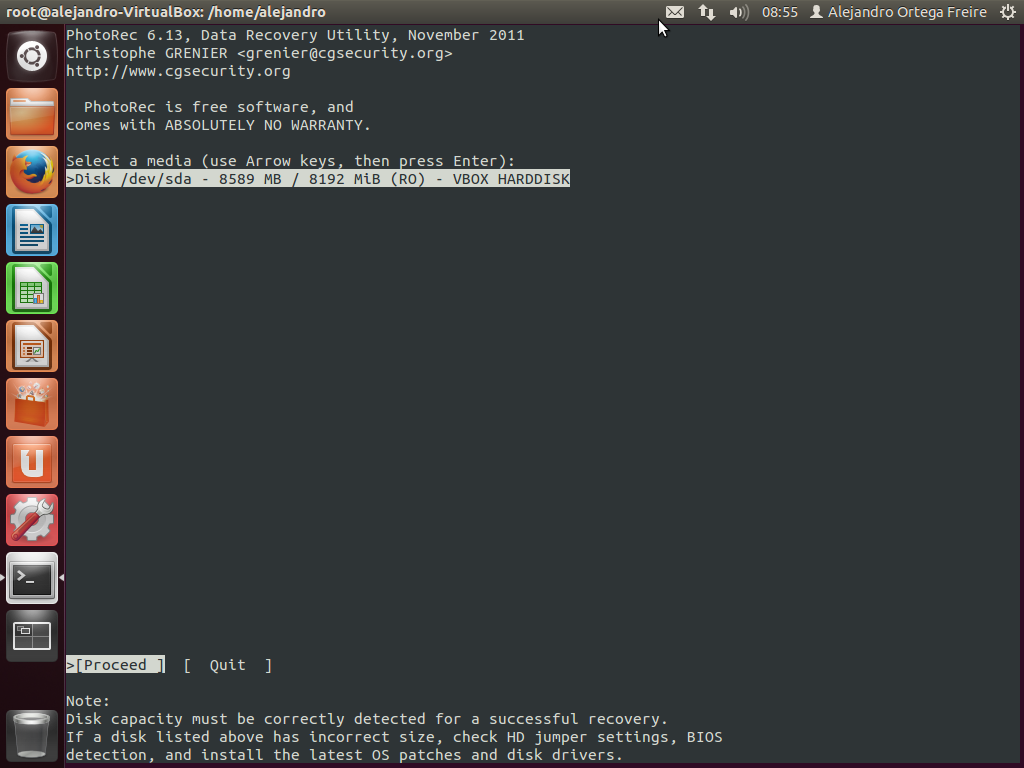 root@alejandro-VirtualBox: /home/alejandro
08:55 Alejandro Ortega Freire
PhotoRec 6.13, Data Recovery Utility, November 2011
Christophe GRENIER <grenier@cgsecurity.org>
http://www.cgsecurity.org
PhotoRec is free software, and
comes with ABSOLUTELY NO WARRANTY.
Select a media (use Arrow keys, then press Enter):
>Disk /dev/sda - 8589 MB / 8192 MiB (RO) - VBOX HARDDISK
>[Proceed ]  [  Quit  ]
Note:
Disk capacity must be correctly detected for a successful recovery.
If a disk listed above has incorrect size, check HD jumper settings, BIOS
detection, and install the latest OS patches and disk drivers.